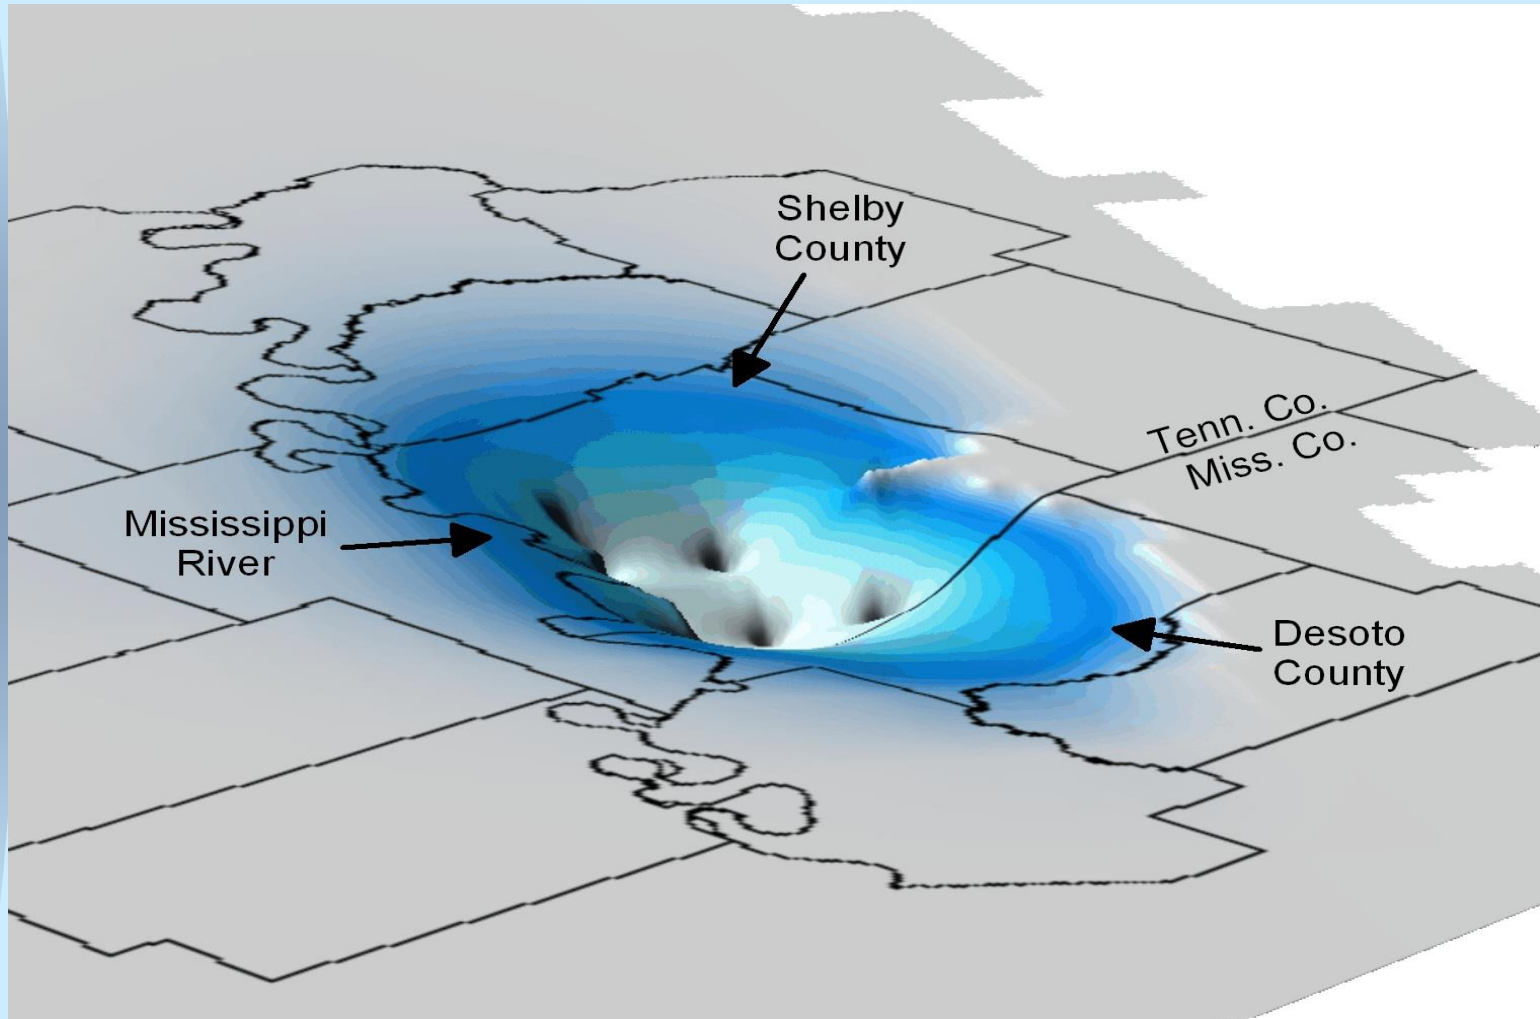 Shelby
County
Tenn. Co.
Miss. Co.
Mississippi
River
Desoto
County